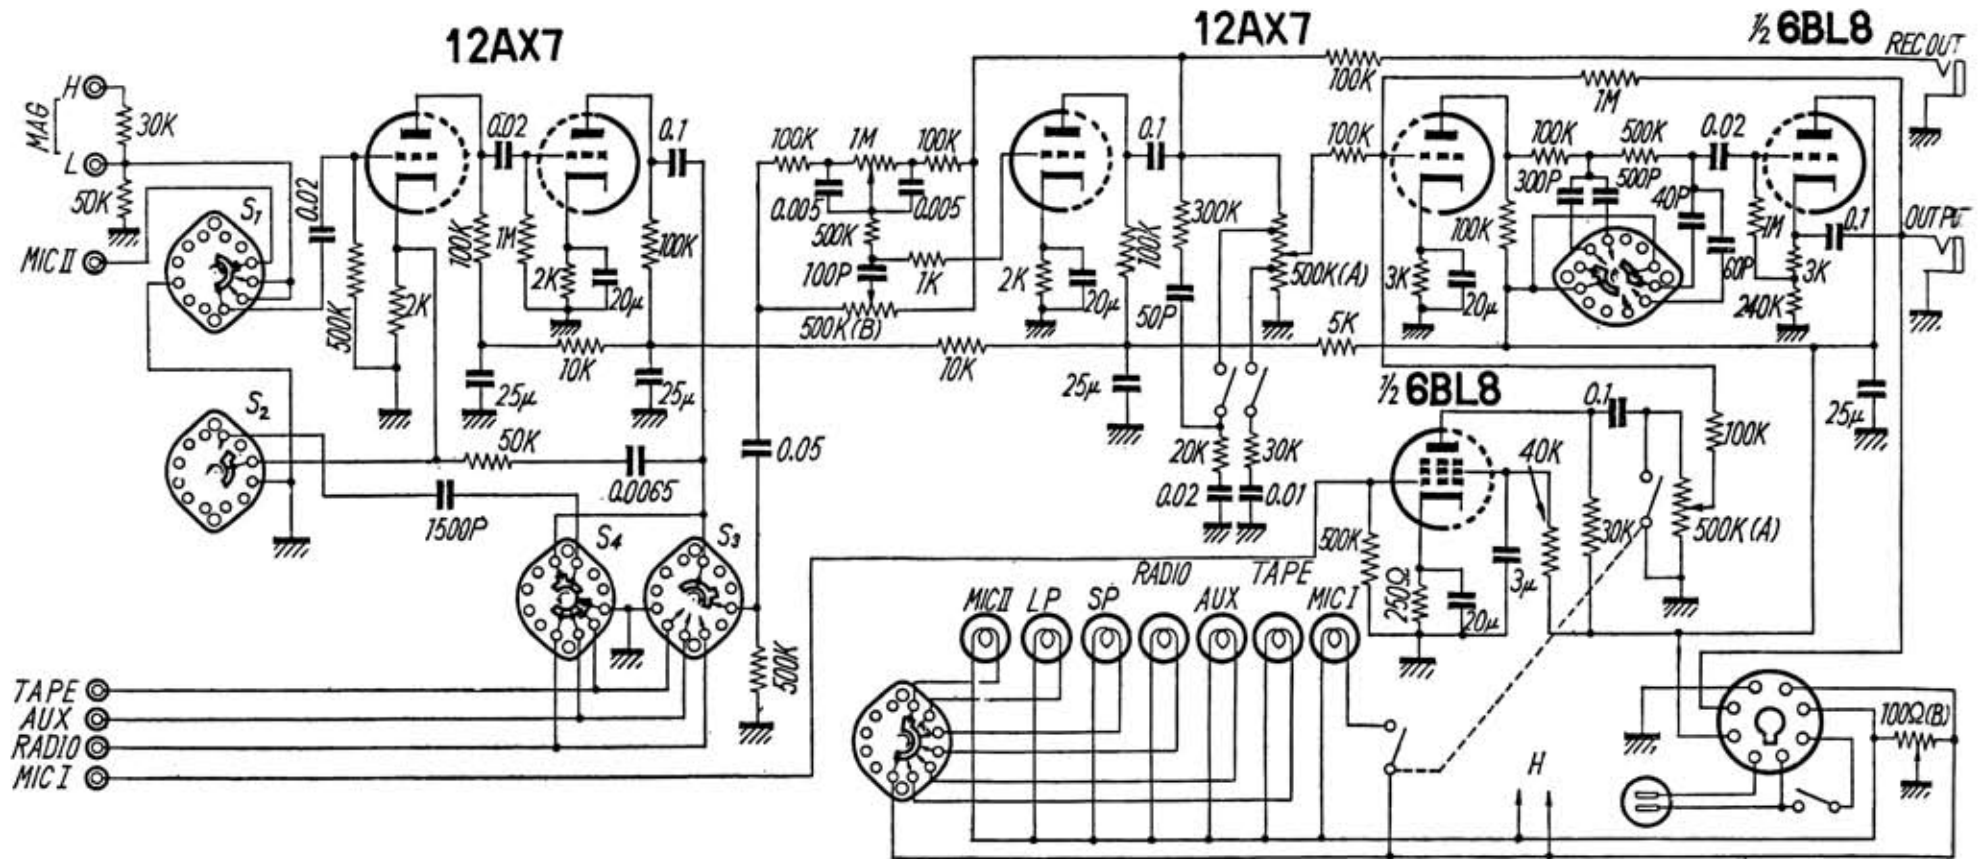 12AX7
12AX7
½ 6BL8
REC OUT
H
MAG
30K
L
50K
MIC II
S1
0.02
500K
2K
100K
0.02
1M
2K
20μ
0.1
100K
100K
1M
100K
0.005
0.005
500K
100P
1K
500K(B)
2K
20μ
100K
0.1
300K
50P
500K(A)
100K
100K
1M
3K
20μ
100K
100K
500K
0.02
300P
500P
40P
60P
1M
0.1
3K
240K
OUTPUT
25μ
10K
25μ
10K
25μ
5K
25μ
S2
50K
0.0065
1500P
S4
S3
0.05
500K
20K
30K
0.02
0.01
½ 6BL8
40K
0.1
100K
500K
250Ω
20μ
3μ
30K
500K(A)
MIC II
LP
SP
RADIO
AUX
TAPE
MIC I
TAPE
AUX
RADIO
MIC I
H
100Ω(B)